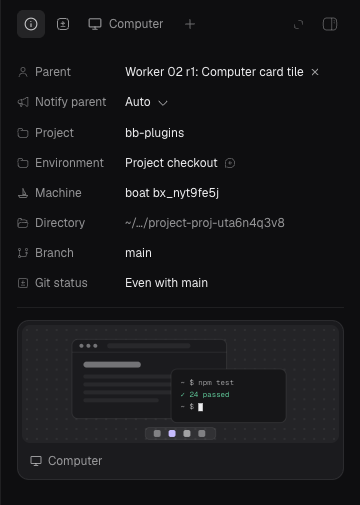 Computer
Parent Worker 02 r1: Computer card tile
Notify parent Auto
Project bb-plugins
Environment Project checkout
Machine boat bx_nyt9fe5j
Directory ~/…/project-proj-uta6n4q3v8
Branch main
Git status Even with main
~ $ npm test
✓ 24 passed
~ $
Computer